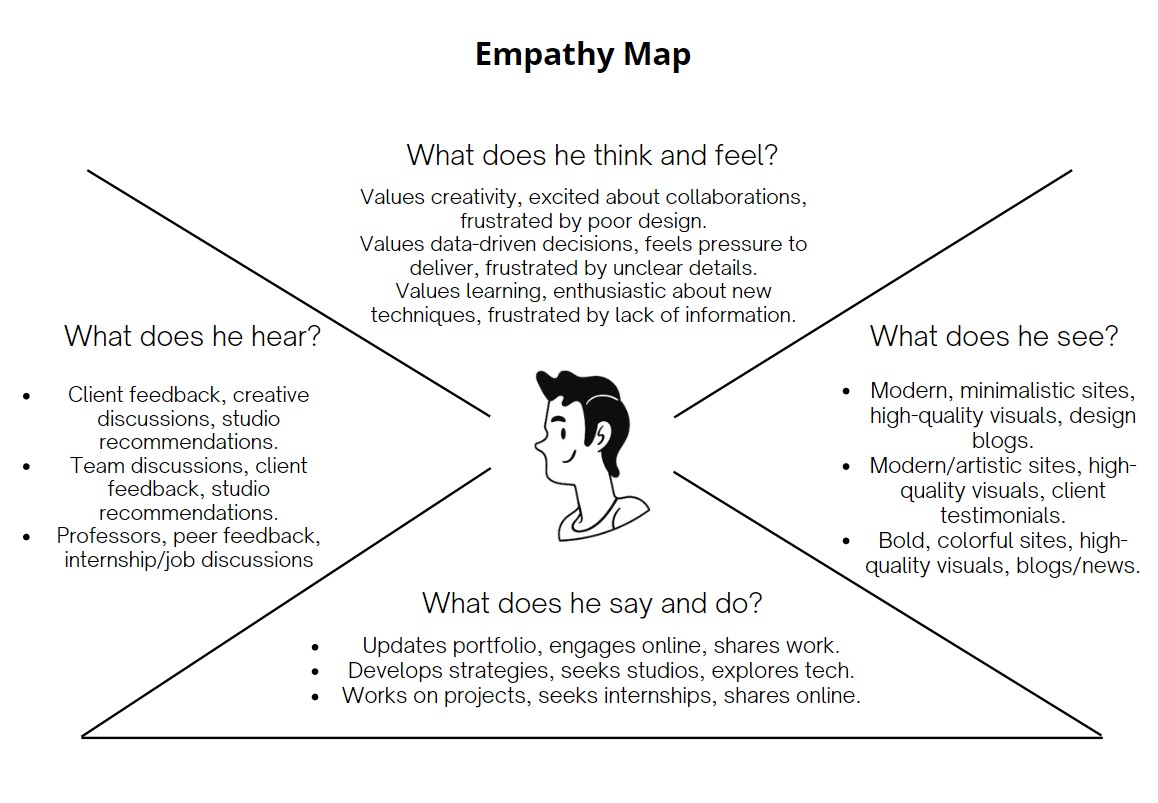 Empathy Map
What does he think and feel?
Values creativity, excited about collaborations,
frustrated by poor design.
Values data-driven decisions, feels pressure to
deliver, frustrated by unclear details.
Values learning, enthusiastic about new
techniques, frustrated by lack of information.
What does he hear?
• Client feedback, creative
discussions, studio
recommendations.
• Team discussions, client
feedback, studio
recommendations.
• Professors, peer feedback,
internship/job discussions
What does he see?
• Modern, minimalistic sites,
high-quality visuals, design
blogs.
• Modern/artistic sites, high-
quality visuals, client
testimonials.
• Bold, colorful sites, high-
quality visuals, blogs/news.
What does he say and do?
• Updates portfolio, engages online, shares work.
• Develops strategies, seeks studios, explores tech.
• Works on projects, seeks internships, shares online.